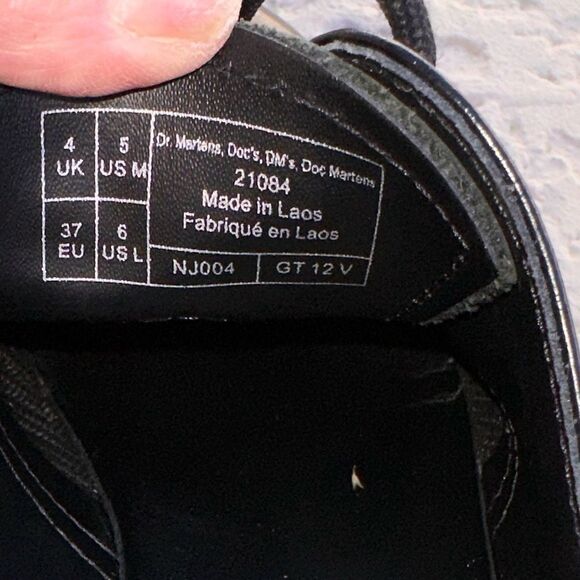 4 UK
5 US M
37 EU
6 US L
Dr. Martens, Doc's, DM's, Doc Martens
21084
Made in Laos
Fabriqué en Laos
NJ004
GT 12 V